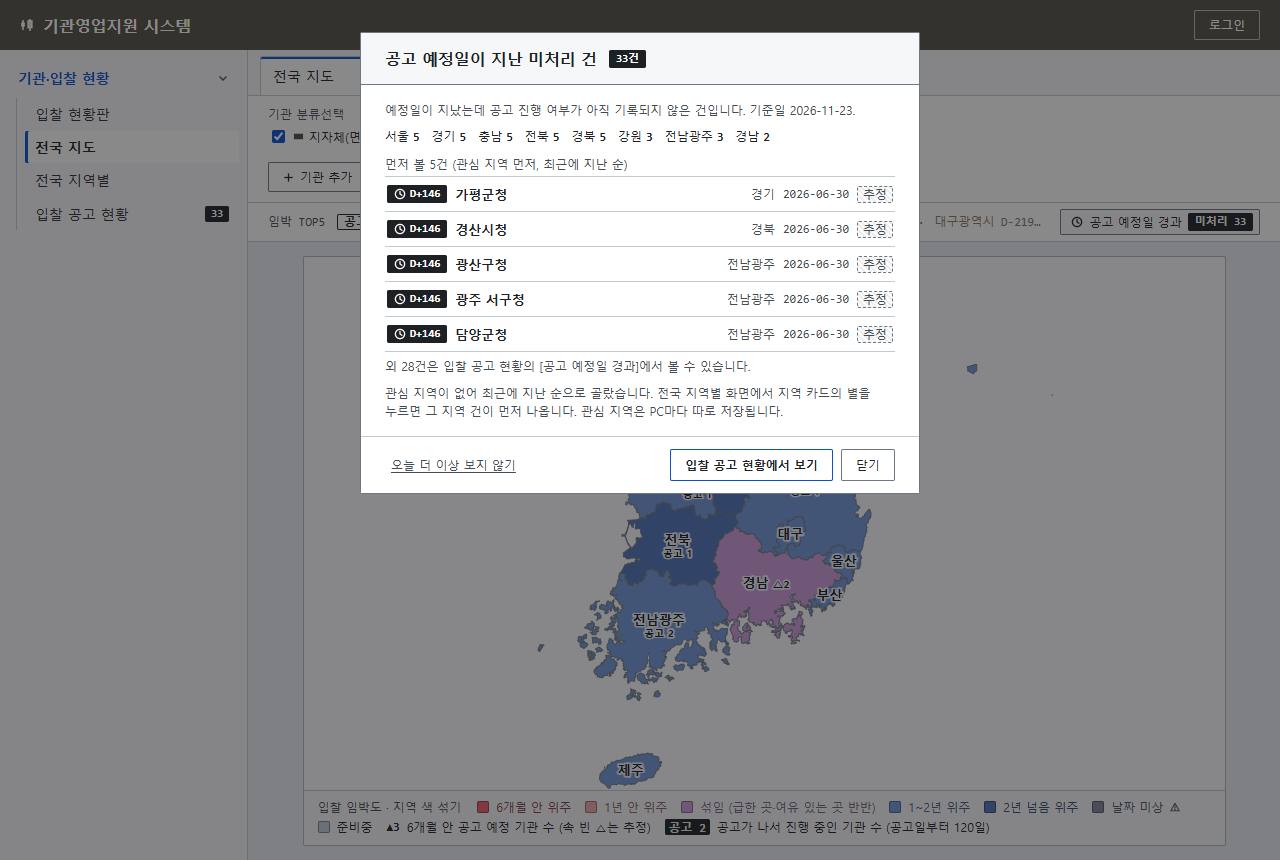 기관영업지원 시스템
로그인
기관·입찰 현황
입찰 현황판
전국 지도
전국 지역별
입찰 공고 현황 33
전국 지도
기관 분류선택
지자체(면
+ 기관 추가
임박 TOP5
대구광역시 D-219…
공고 예정일 경과 미처리 33
공고 예정일이 지난 미처리 건 33건
예정일이 지났는데 공고 진행 여부가 아직 기록되지 않은 건입니다. 기준일 2026-11-23.
서울 5 경기 5 충남 5 전북 5 경북 5 강원 3 전남광주 3 경남 2
먼저 볼 5건 (관심 지역 먼저, 최근에 지난 순)
D+146 가평군청 경기 2026-06-30 추정
D+146 경산시청 경북 2026-06-30 추정
D+146 광산구청 전남광주 2026-06-30 추정
D+146 광주 서구청 전남광주 2026-06-30 추정
D+146 담양군청 전남광주 2026-06-30 추정
외 28건은 입찰 공고 현황의 [공고 예정일 경과]에서 볼 수 있습니다.
관심 지역이 없어 최근에 지난 순으로 골랐습니다. 전국 지역별 화면에서 지역 카드의 별을
누르면 그 지역 건이 먼저 나옵니다. 관심 지역은 PC마다 따로 저장됩니다.
오늘 더 이상 보지 않기
입찰 공고 현황에서 보기
닫기
전북
공고 1
대구
울산
경남 △2
부산
전남광주
공고 2
제주
입찰 임박도 · 지역 색 섞기 6개월 안 위주 1년 안 위주 섞임 (급한 곳·여유 있는 곳 반반) 1~2년 위주 2년 넘음 위주 날짜 미상 ⚠
준비중 ▲3 6개월 안 공고 예정 기관 수 (속 빈 △는 추정) 공고 2 공고가 나서 진행 중인 기관 수 (공고일부터 120일)